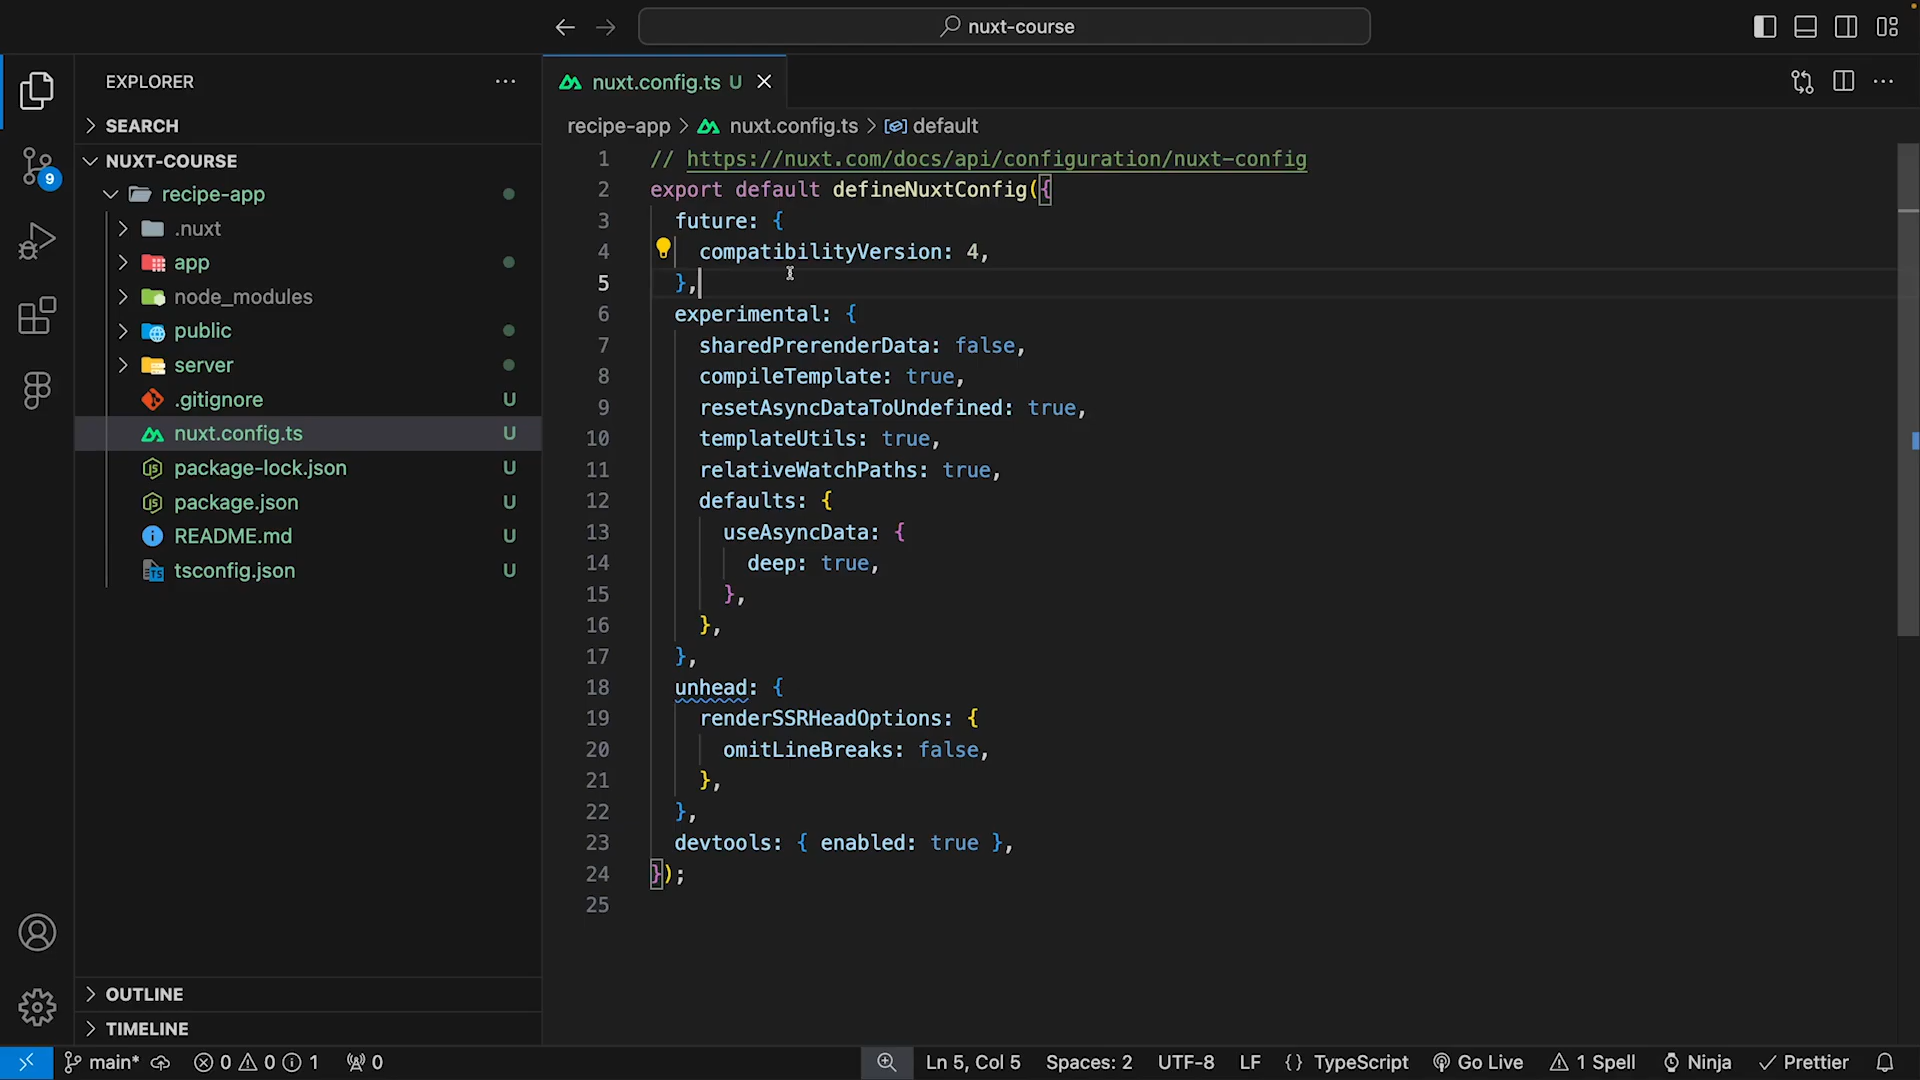 nuxt-course
EXPLORER
SEARCH
NUXT-COURSE
recipe-app
.nuxt
app
node_modules
public
server
.gitignore U
nuxt.config.ts U
package-lock.json U
package.json U
README.md U
tsconfig.json U
OUTLINE
TIMELINE
9
nuxt.config.ts U
recipe-app > nuxt.config.ts > default
1 // https://nuxt.com/docs/api/configuration/nuxt-config
2 export default defineNuxtConfig({
3 future: {
4 compatibilityVersion: 4,
5 },
6 experimental: {
7 sharedPrerenderData: false,
8 compileTemplate: true,
9 resetAsyncDataToUndefined: true,
10 templateUtils: true,
11 relativeWatchPaths: true,
12 defaults: {
13 useAsyncData: {
14 deep: true,
15 },
16 },
17 },
18 unhead: {
19 renderSSRHeadOptions: {
20 omitLineBreaks: false,
21 },
22 },
23 devtools: { enabled: true },
24 });
25
main* 0 0 1 0 Ln 5, Col 5 Spaces: 2 UTF-8 LF {} TypeScript Go Live 1 Spell Ninja Prettier